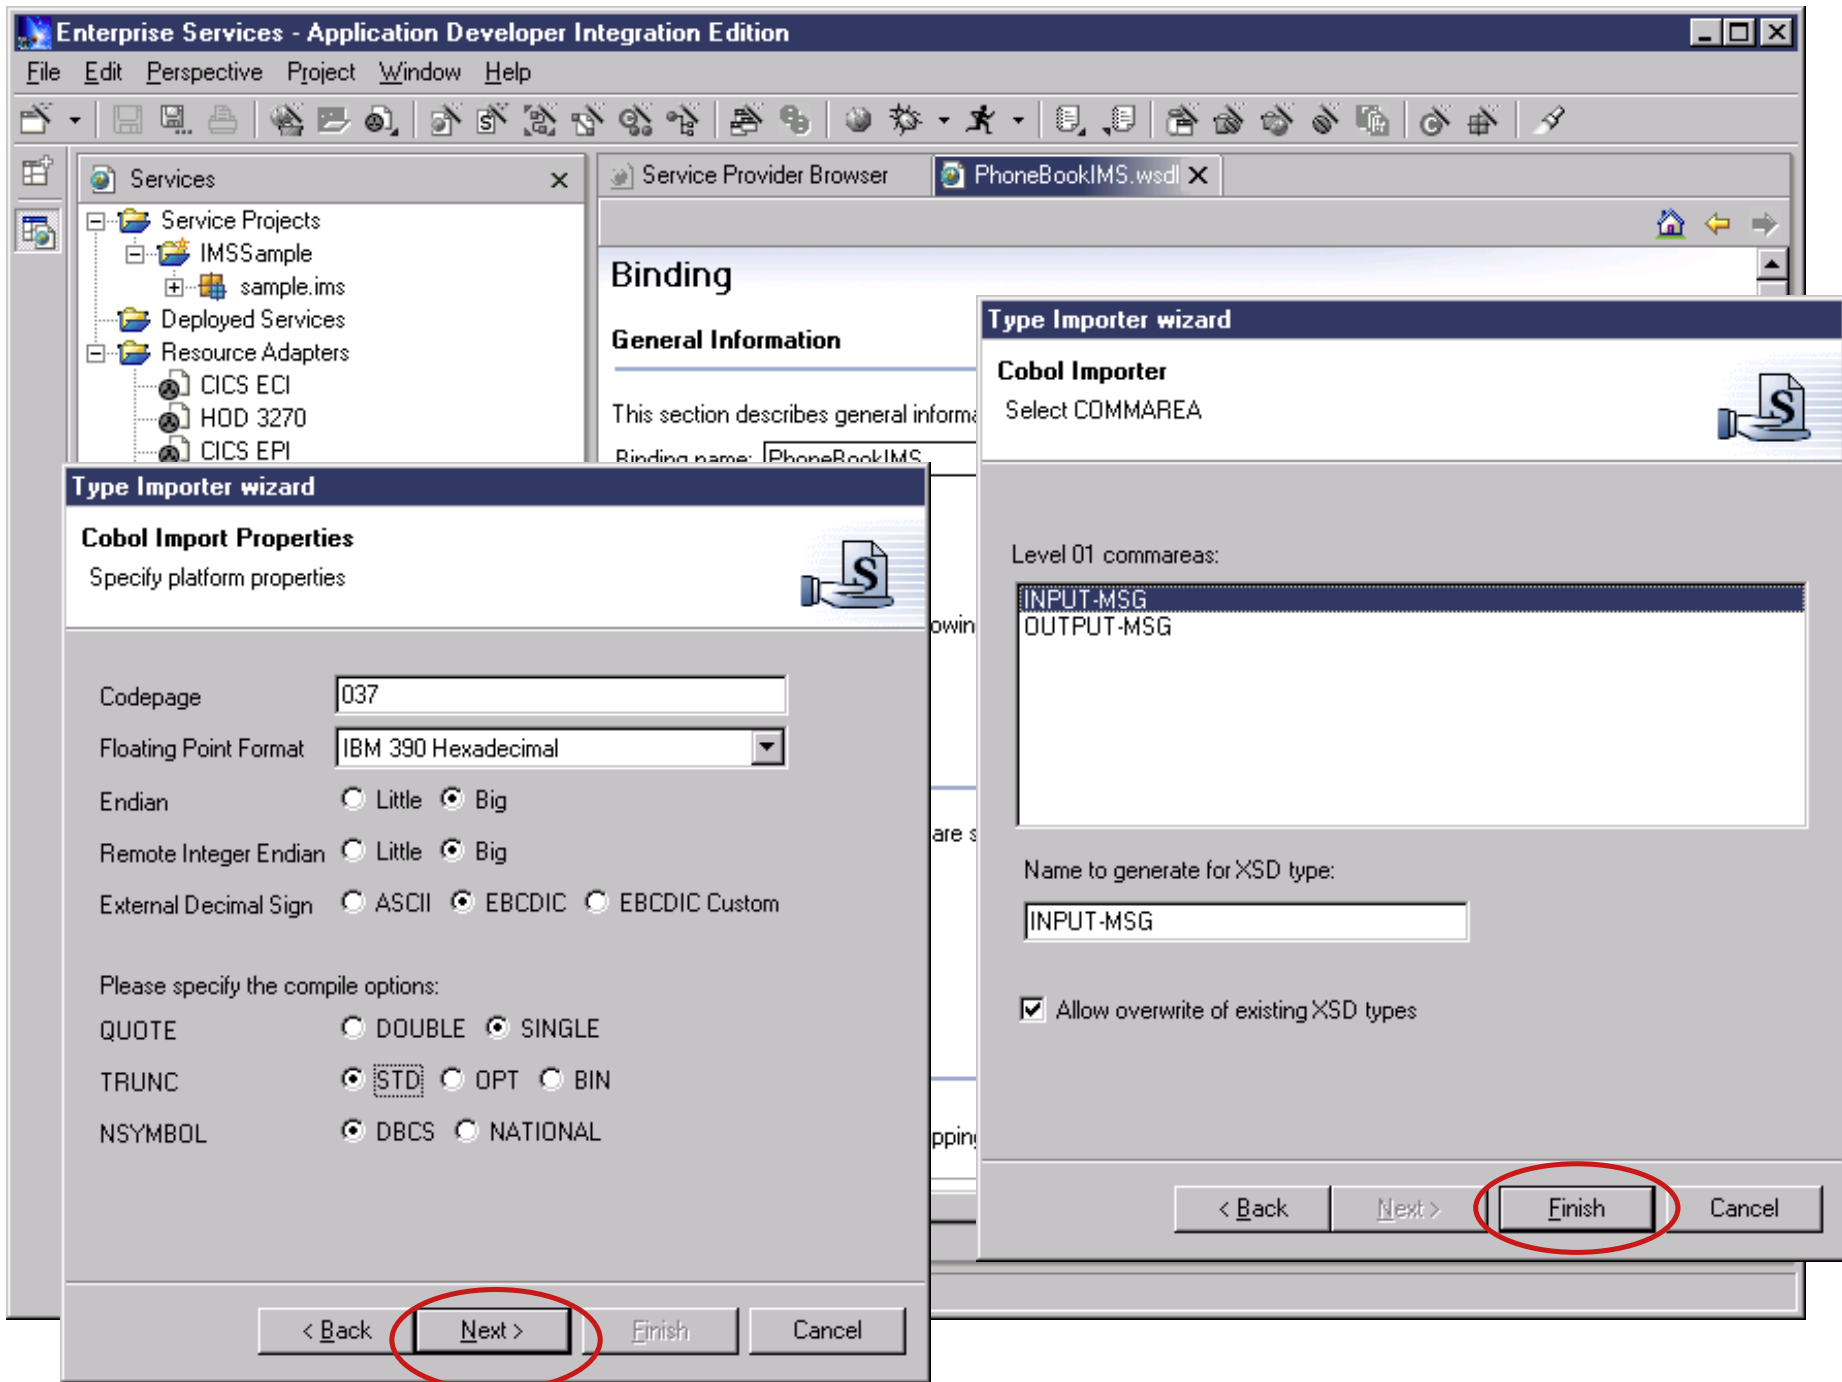 Enterprise Services - Application Developer Integration Edition
File Edit Perspective Project Window Help
Services
Service Projects
IMSSample
sample.ims
Deployed Services
Resource Adapters
CICS ECI
HOD 3270
CICS EPI
Service Provider Browser
PhoneBookIMS.wsdl
Binding
General Information
This section describes general informa
Binding name: PhoneBookIMS
owin
are s
pping
Type Importer wizard
Cobol Import Properties
Specify platform properties
Codepage 037
Floating Point Format IBM 390 Hexadecimal
Endian Little Big
Remote Integer Endian Little Big
External Decimal Sign ASCII EBCDIC EBCDIC Custom
Please specify the compile options:
QUOTE DOUBLE SINGLE
TRUNC STD OPT BIN
NSYMBOL DBCS NATIONAL
< Back Next > Finish Cancel
Type Importer wizard
Cobol Importer
Select COMMAREA
Level 01 commareas:
INPUT-MSG
OUTPUT-MSG
Name to generate for XSD type:
INPUT-MSG
Allow overwrite of existing XSD types
< Back Next > Finish Cancel